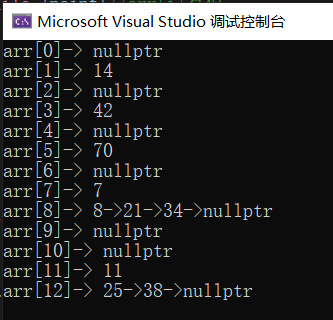 Microsoft Visual Studio 调试控制台
arr[0]-> nullptr
arr[1]-> 14
arr[2]-> nullptr
arr[3]-> 42
arr[4]-> nullptr
arr[5]-> 70
arr[6]-> nullptr
arr[7]-> 7
arr[8]-> 8->21->34->nullptr
arr[9]-> nullptr
arr[10]-> nullptr
arr[11]-> 11
arr[12]-> 25->38->nullptr